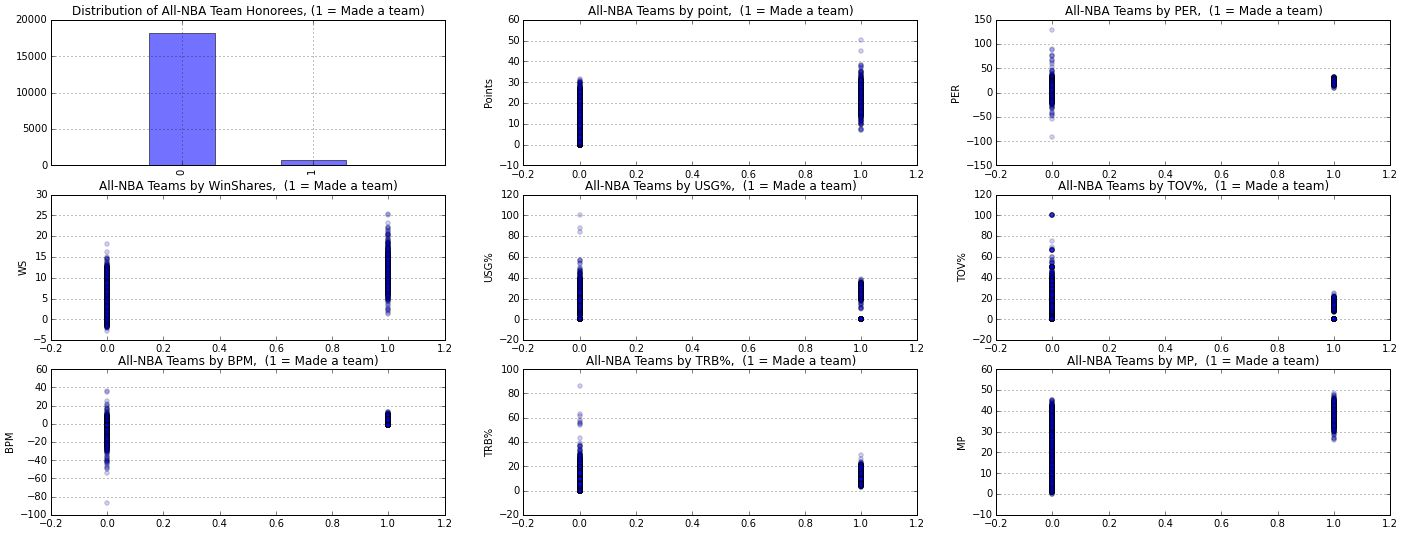 Distribution of All-NBA Team Honorees, (1 = Made a team)
20000
15000
10000
5000
0
0
1
All-NBA Teams by point,  (1 = Made a team)
Points
60
50
40
30
20
10
0
−10
−0.2 0.0 0.2 0.4 0.6 0.8 1.0 1.2
All-NBA Teams by PER,  (1 = Made a team)
PER
150
100
50
0
−50
−100
−150
−0.2 0.0 0.2 0.4 0.6 0.8 1.0 1.2
All-NBA Teams by WinShares,  (1 = Made a team)
WS
30
25
20
15
10
5
0
−5
−0.2 0.0 0.2 0.4 0.6 0.8 1.0 1.2
All-NBA Teams by USG%,  (1 = Made a team)
USG%
120
100
80
60
40
20
0
−20
−0.2 0.0 0.2 0.4 0.6 0.8 1.0 1.2
All-NBA Teams by TOV%,  (1 = Made a team)
TOV%
120
100
80
60
40
20
0
−20
−0.2 0.0 0.2 0.4 0.6 0.8 1.0 1.2
All-NBA Teams by BPM,  (1 = Made a team)
BPM
60
40
20
0
−20
−40
−60
−80
−100
−0.2 0.0 0.2 0.4 0.6 0.8 1.0 1.2
All-NBA Teams by TRB%,  (1 = Made a team)
TRB%
100
80
60
40
20
0
−20
−0.2 0.0 0.2 0.4 0.6 0.8 1.0 1.2
All-NBA Teams by MP,  (1 = Made a team)
MP
60
50
40
30
20
10
0
−10
−0.2 0.0 0.2 0.4 0.6 0.8 1.0 1.2